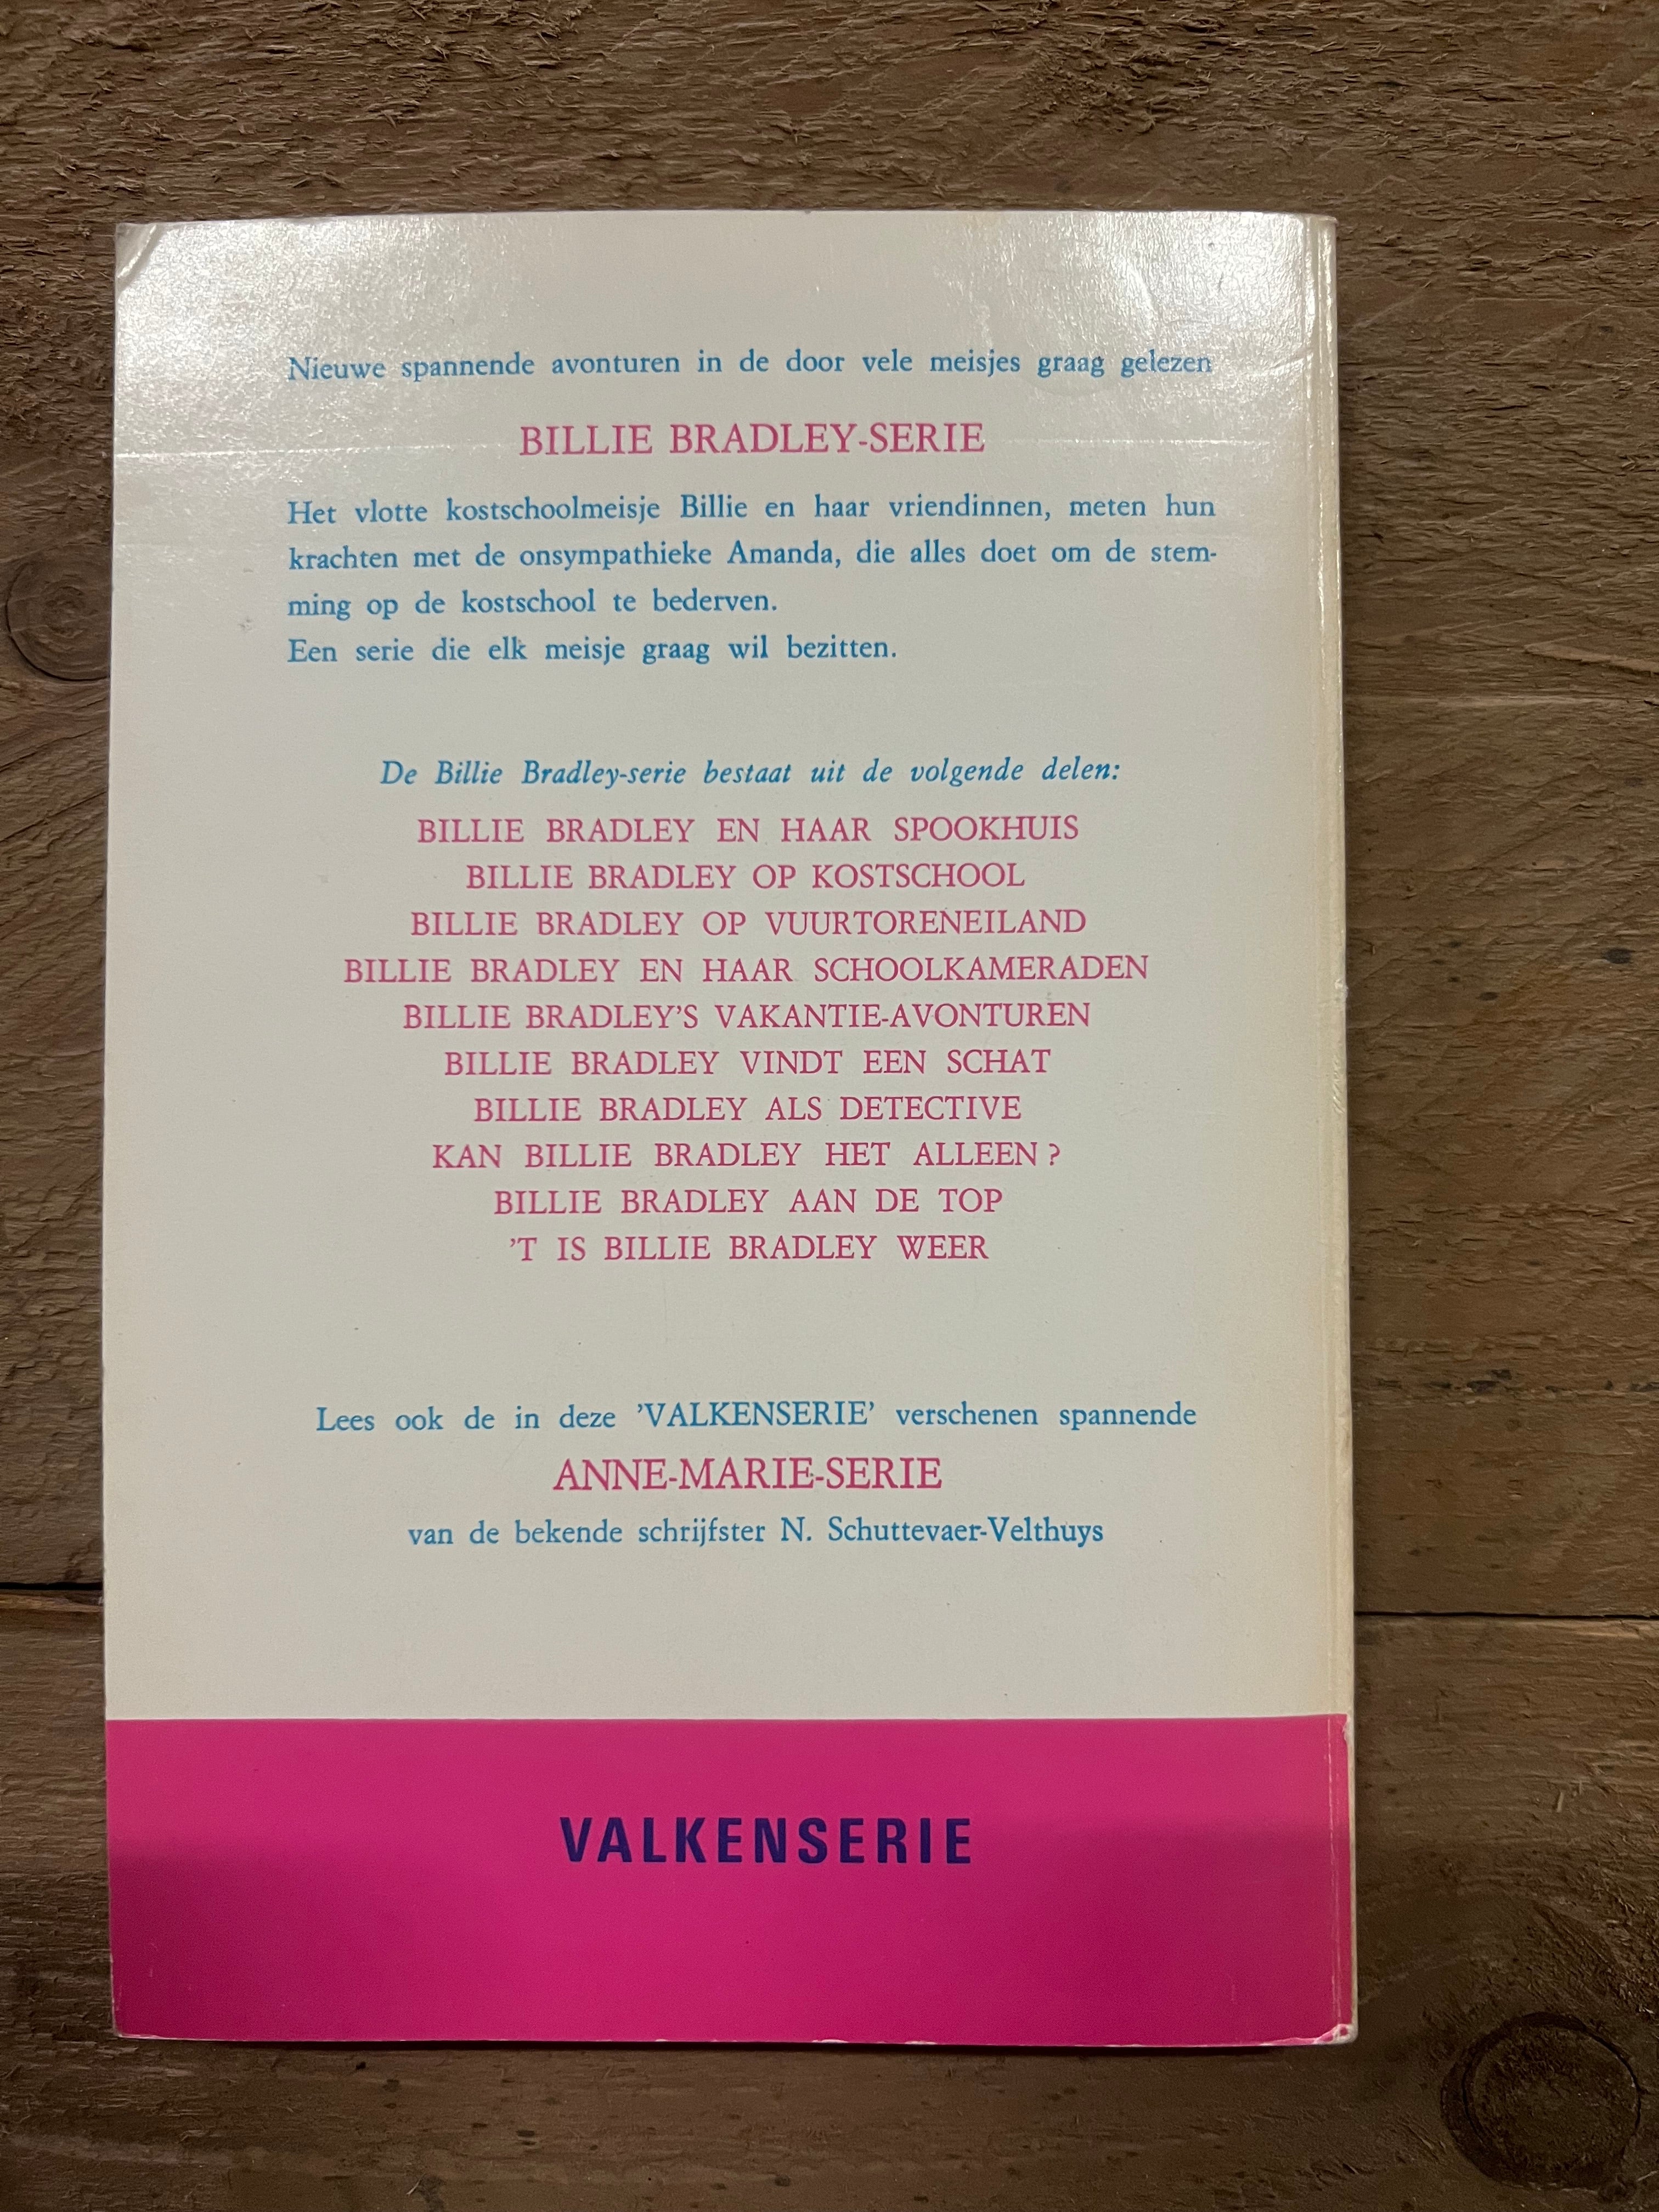 Nieuwe spannende avonturen in de door vele meisjes graag gelezen
BILLIE BRADLEY-SERIE
Het vlotte kostschoolmeisje Billie en haar vriendinnen, meten hun
krachten met de onsympathieke Amanda, die alles doet om de stem-
ming op de kostschool te bederven.
Een serie die elk meisje graag wil bezitten.
De Billie Bradley-serie bestaat uit de volgende delen:
BILLIE BRADLEY EN HAAR SPOOKHUIS
BILLIE BRADLEY OP KOSTSCHOOL
BILLIE BRADLEY OP VUURTORENEILAND
BILLIE BRADLEY EN HAAR SCHOOLKAMERADEN
BILLIE BRADLEY'S VAKANTIE-AVONTUREN
BILLIE BRADLEY VINDT EEN SCHAT
BILLIE BRADLEY ALS DETECTIVE
KAN BILLIE BRADLEY HET ALLEEN?
BILLIE BRADLEY AAN DE TOP
'T IS BILLIE BRADLEY WEER
Lees ook de in deze 'VALKENSERIE' verschenen spannende
ANNE-MARIE-SERIE
van de bekende schrijfster N. Schuttevaer-Velthuys
VALKENSERIE